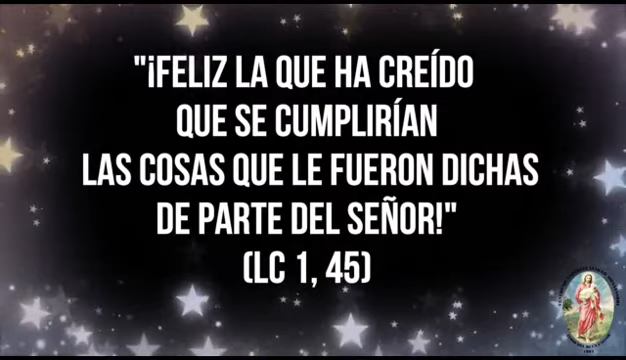 "¡FELIZ LA QUE HA CREÍDO
QUE SE CUMPLIRÍAN
LAS COSAS QUE LE FUERON DICHAS
DE PARTE DEL SEÑOR!"
(LC 1, 45)